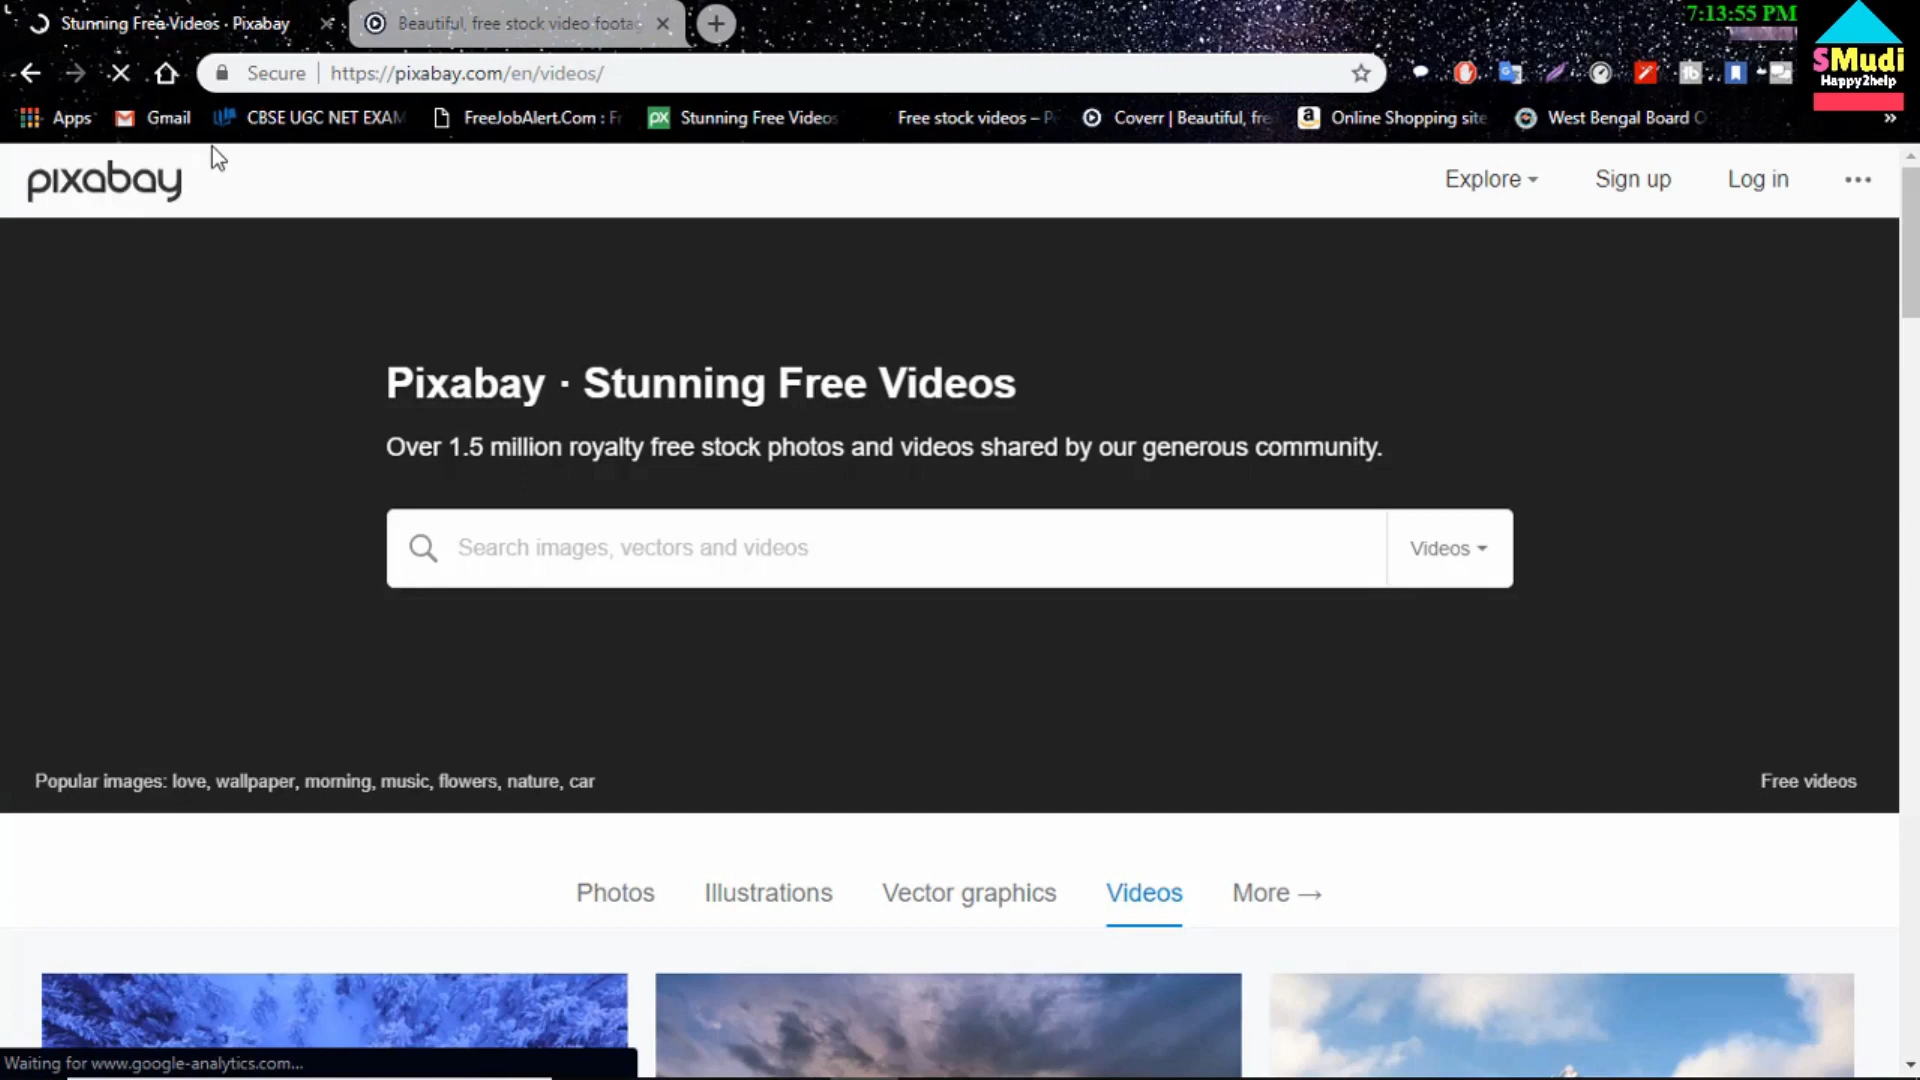 Stunning Free Videos · Pixabay
Beautiful, free stock video foota
7:13:55 PM
SMudi
Happy2help
Secure
https://pixabay.com/en/videos/
Apps
Gmail
CBSE UGC NET EXAM
FreeJobAlert.Com : Fr
Stunning Free Videos
Free stock videos – P
Coverr | Beautiful, fre
Online Shopping site
West Bengal Board O
»
pixabay
Explore
Sign up
Log in
Pixabay · Stunning Free Videos
Over 1.5 million royalty free stock photos and videos shared by our generous community.
Search images, vectors and videos
Videos
Popular images: love, wallpaper, morning, music, flowers, nature, car
Free videos
Photos
Illustrations
Vector graphics
Videos
More →
Waiting for www.google-analytics.com...